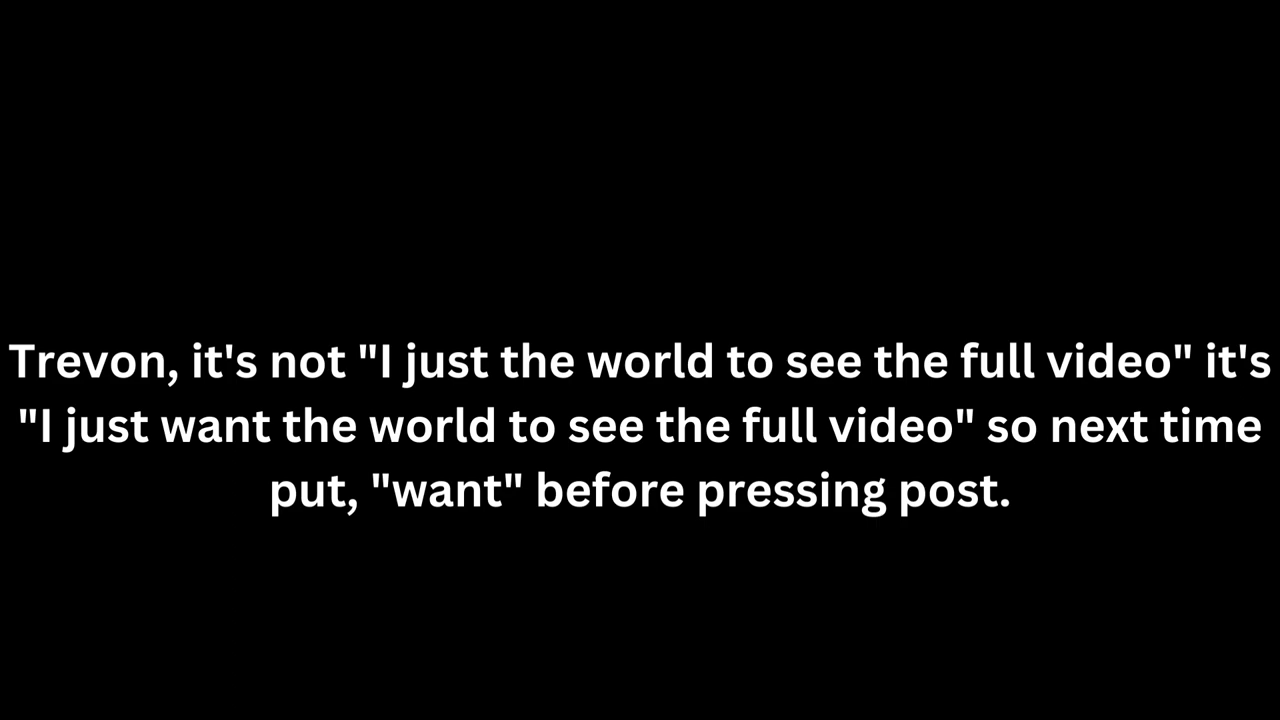 Trevon, it's not "I just the world to see the full video" it's
"I just want the world to see the full video" so next time
put, "want" before pressing post.